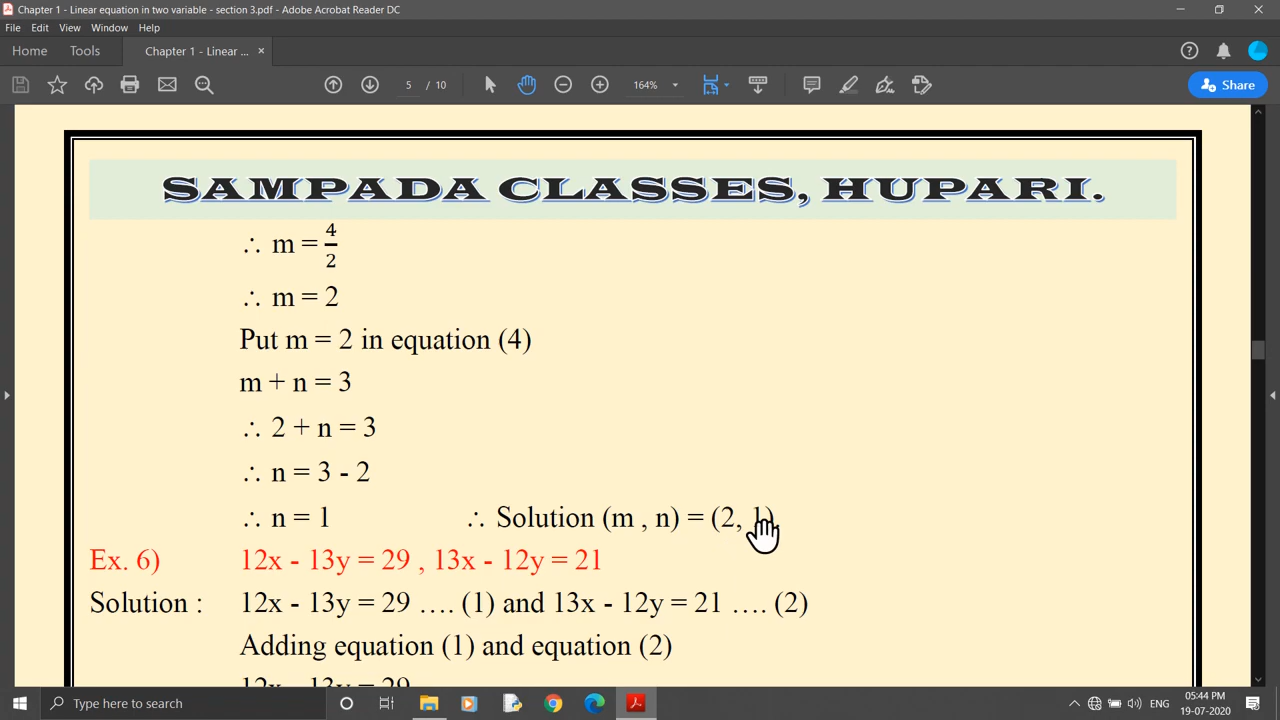 Chapter 1 - Linear equation in two variable - section 3.pdf - Adobe Acrobat Reader DC
File Edit View Window Help
Home Tools Chapter 1 - Linear ... ×
5 / 10 164% Share
SAMPADA CLASSES, HUPARI.
∴ m = 4/2
∴ m = 2
Put m = 2 in equation (4)
m + n = 3
∴ 2 + n = 3
∴ n = 3 - 2
∴ n = 1 ∴ Solution (m , n) = (2, 1)
Ex. 6) 12x - 13y = 29 , 13x - 12y = 21
Solution : 12x - 13y = 29 …. (1) and 13x - 12y = 21 …. (2)
Adding equation (1) and equation (2)
12x - 13y = 29
Type here to search ENG 05:44 PM
19-07-2020